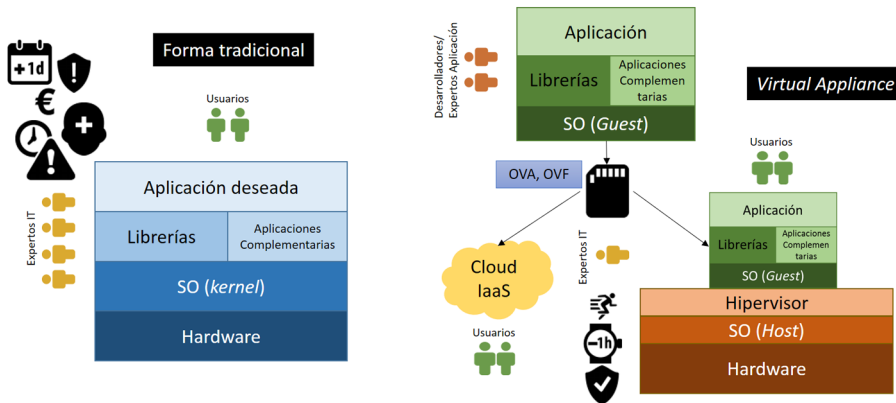 Forma tradicional
+1d
€
Usuarios
Aplicación deseada
Librerías
Aplicaciones
Complementarias
SO (kernel)
Hardware
Expertos IT
Virtual Appliance
Desarrolladores/
Expertos Aplicación
Aplicación
Librerías
Aplicaciones
Complemen
tarias
SO (Guest)
OVA, OVF
Cloud
IaaS
Usuarios
Expertos IT
-1h
Usuarios
Aplicación
Librerías
Aplicaciones
Complemen
tarias
SO (Guest)
Hipervisor
SO (Host)
Hardware